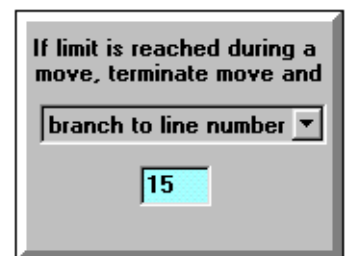 If limit is reached during a
move, terminate move and
branch to line number
15